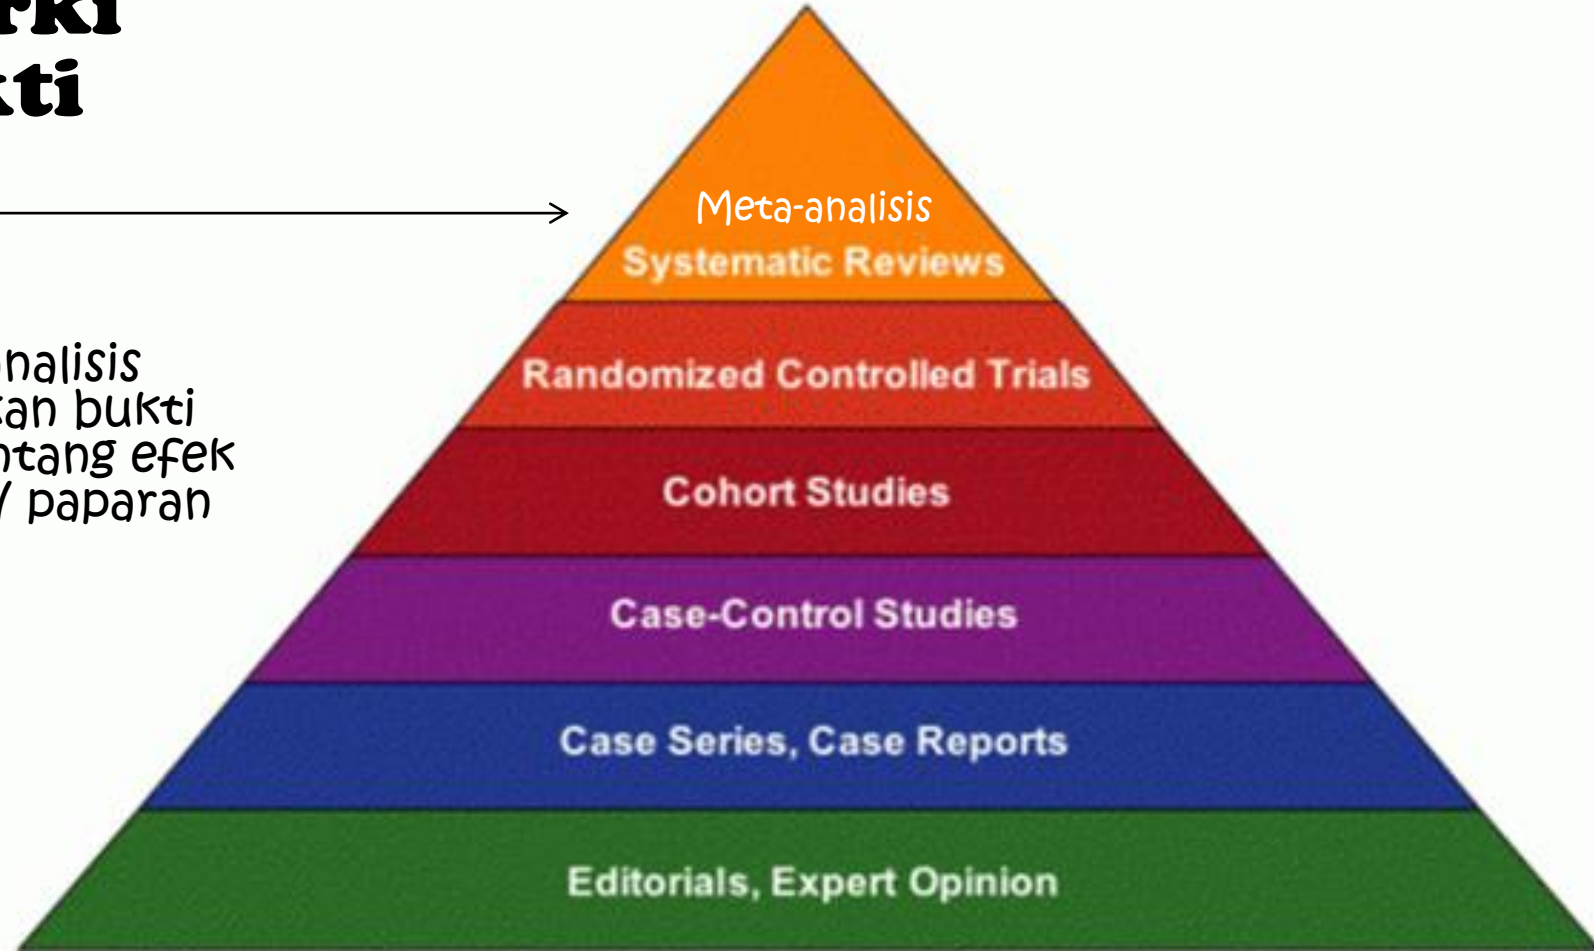 rki
kti
Meta-analisis
Systematic Reviews
Randomized Controlled Trials
nalisis
kan bukti
ntang efek
/ paparan
Cohort Studies
Case-Control Studies
Case Series, Case Reports
Editorials, Expert Opinion